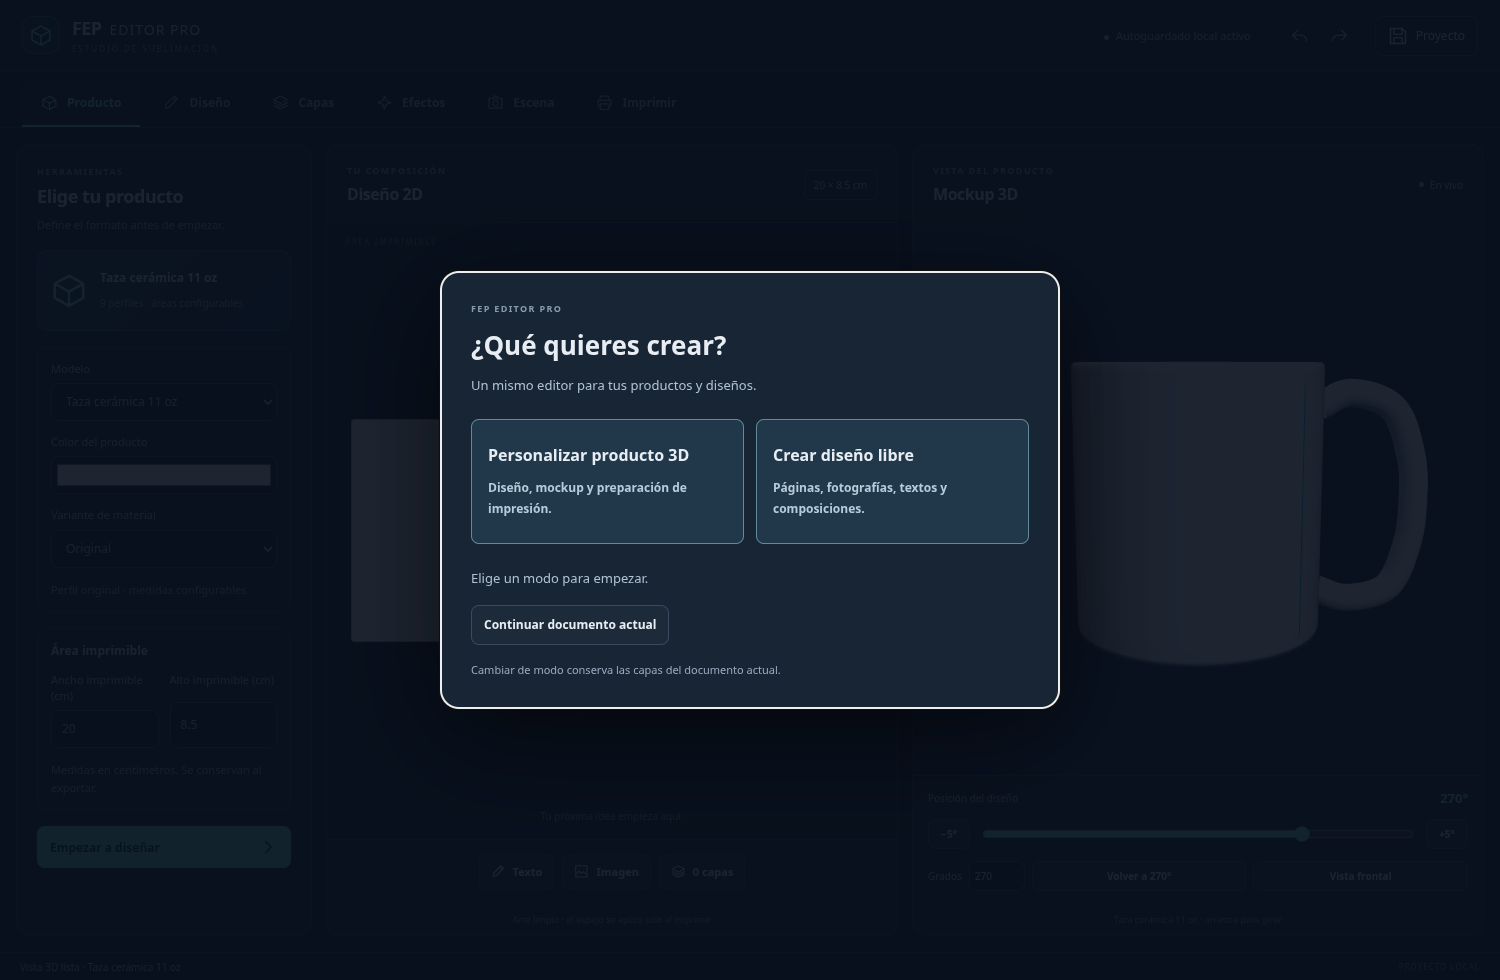 FEP EDITOR PRO
ESTUDIO DE SUBLIMACIÓN
Autoguardado local activo
Proyecto
Producto
Diseño
Capas
Efectos
Escena
Imprimir
HERRAMIENTAS
Elige tu producto
Define el formato antes de empezar.
Taza cerámica 11 oz
9 perfiles · áreas configurables
Modelo
Taza cerámica 11 oz
Color del producto
Variante de material
Original
Perfil original · medidas configurables
Área imprimible
Ancho imprimible
(cm)
Alto imprimible (cm)
20
8.5
Medidas en centímetros. Se conservan al
exportar.
Empezar a diseñar
TU COMPOSICIÓN
Diseño 2D
20 × 8.5 cm
ÁREA IMPRIMIBLE
FEP EDITOR PRO
¿Qué quieres crear?
Un mismo editor para tus productos y diseños.
Personalizar producto 3D
Diseño, mockup y preparación de
impresión.
Crear diseño libre
Páginas, fotografías, textos y
composiciones.
Elige un modo para empezar.
Continuar documento actual
Cambiar de modo conserva las capas del documento actual.
Tu próxima idea empieza aquí
Texto
Imagen
0 capas
VISTA DEL PRODUCTO
Mockup 3D
En vivo
Posición del diseño
270°
−5°
+5°
Grados
270
Volver a 270°
Vista frontal
Vista 3D lista · Taza cerámica 11 oz
PROYECTO LOCAL